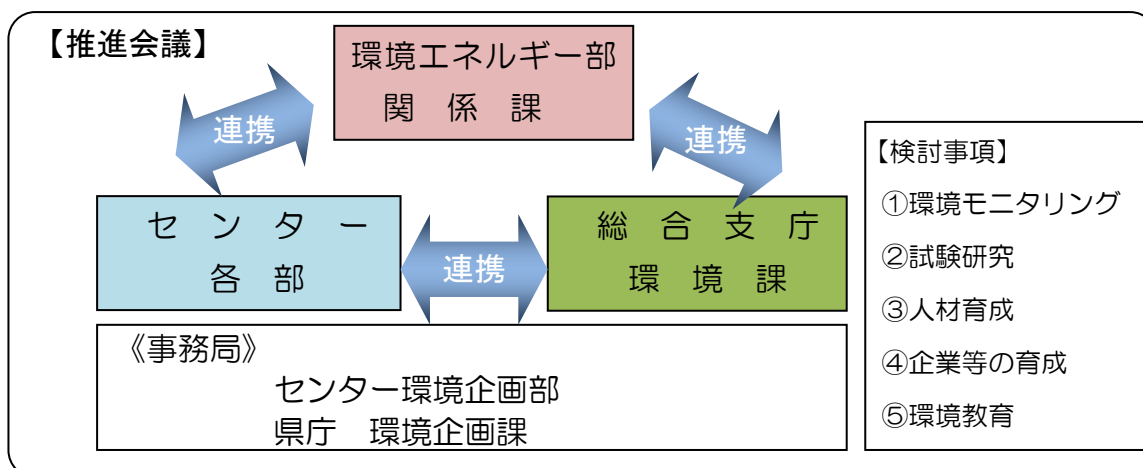 【推進会議】
環境エネルギー部
関　係　課
連携
連携
セ　ン　タ　ー
各　部
連携
総　合　支　庁
環　境　課
《事務局》
センター環境企画部
県庁　環境企画課
【検討事項】
①環境モニタリング
②試験研究
③人材育成
④企業等の育成
⑤環境教育